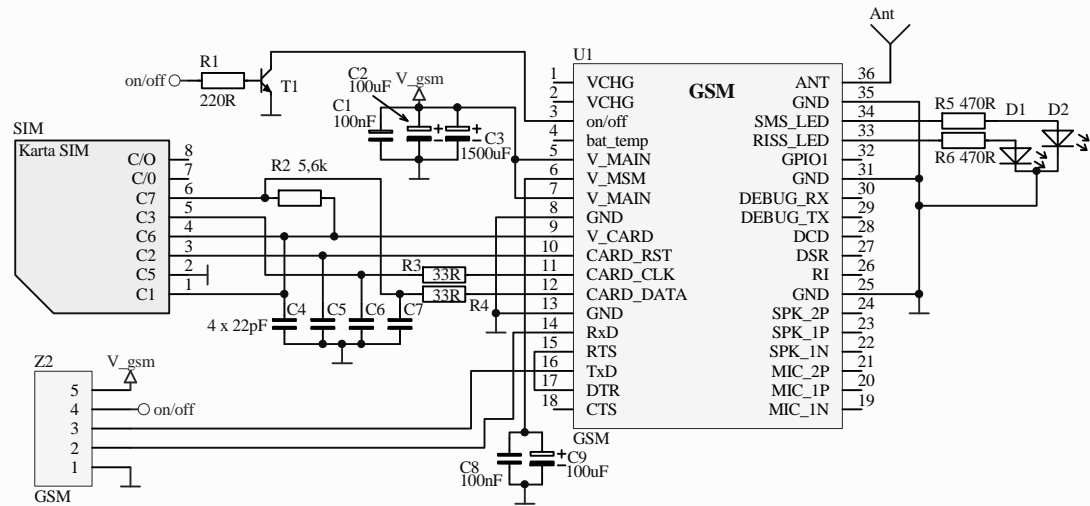 Ant
R1
on/off
220R
T1
C2
100uF
V_gsm
C1
100nF
C3
1500uF
U1
GSM
1 VCHG
2 VCHG
3 on/off
4 bat_temp
5 V_MAIN
6 V_MSM
7 V_MAIN
8 GND
9 V_CARD
10 CARD_RST
11 CARD_CLK
12 CARD_DATA
13 GND
14 RxD
15 RTS
16 TxD
17 DTR
18 CTS
ANT 36
GND 35
SMS_LED 34
RISS_LED 33
GPIO1 32
GND 31
DEBUG_RX 30
DEBUG_TX 29
DCD 28
DSR 27
RI 26
GND 25
SPK_2P 24
SPK_1P 23
SPK_1N 22
MIC_2P 21
MIC_1P 20
MIC_1N 19
GSM
R5 470R
R6 470R
D1
D2
SIM
Karta SIM
C/O 8
C/0 7
C7 6
C3 5
C6 4
C2 3
C5 2
C1 1
R2 5,6k
R3
33R
33R
R4
C4
C5
C6
C7
4 x 22pF
Z2
V_gsm
5
4
on/off
3
2
1
GSM
C8
100nF
C9
100uF